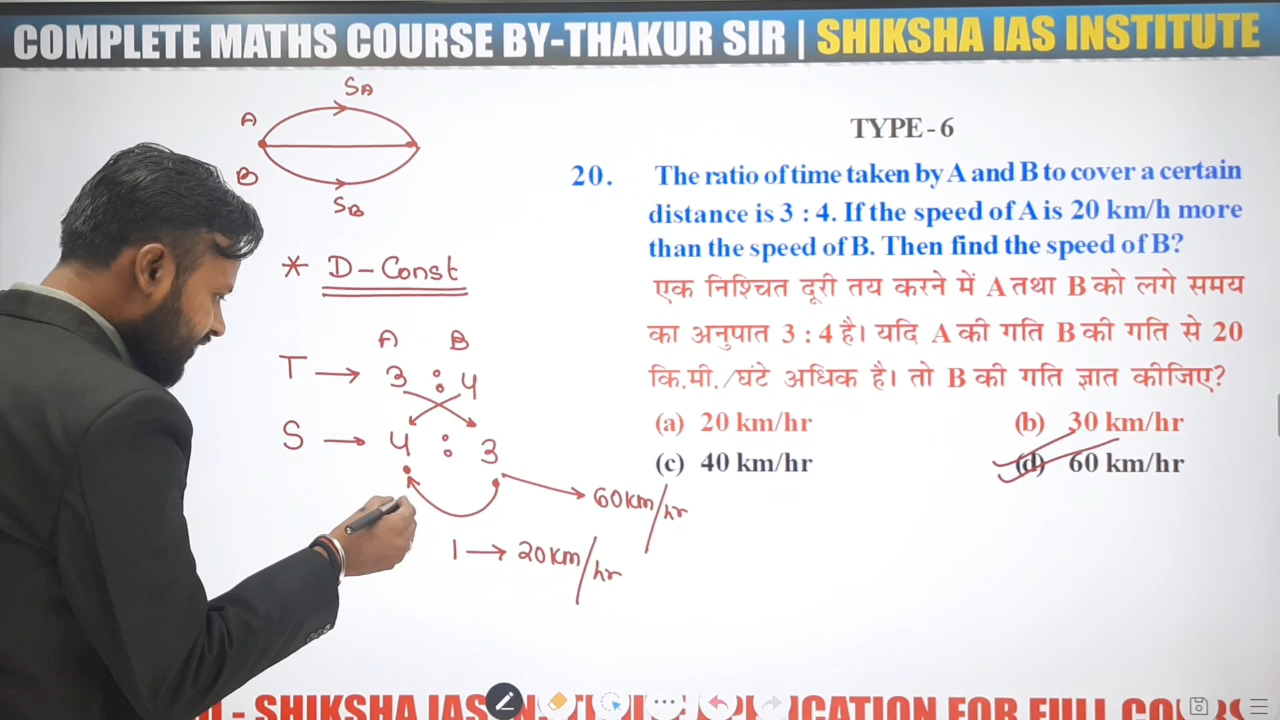 COMPLETE MATHS COURSE BY-THAKUR SIR | SHIKSHA IAS INSTITUTE
SA
A
B
SB
* D-Const
A B
T → 3 : 4
S → 4 : 3
60km/hr
1 → 20km/hr
TYPE - 6
20. The ratio of time taken by A and B to cover a certain
distance is 3 : 4. If the speed of A is 20 km/h more
than the speed of B. Then find the speed of B?
एक निश्चित दूरी तय करने में A तथा B को लगे समय
का अनुपात 3 : 4 है। यदि A की गति B की गति से 20
कि.मी./घंटे अधिक है। तो B की गति ज्ञात कीजिए?
(a) 20 km/hr (b) 30 km/hr
(c) 40 km/hr (d) 60 km/hr
- SHIKSHA IAS FOR FULL